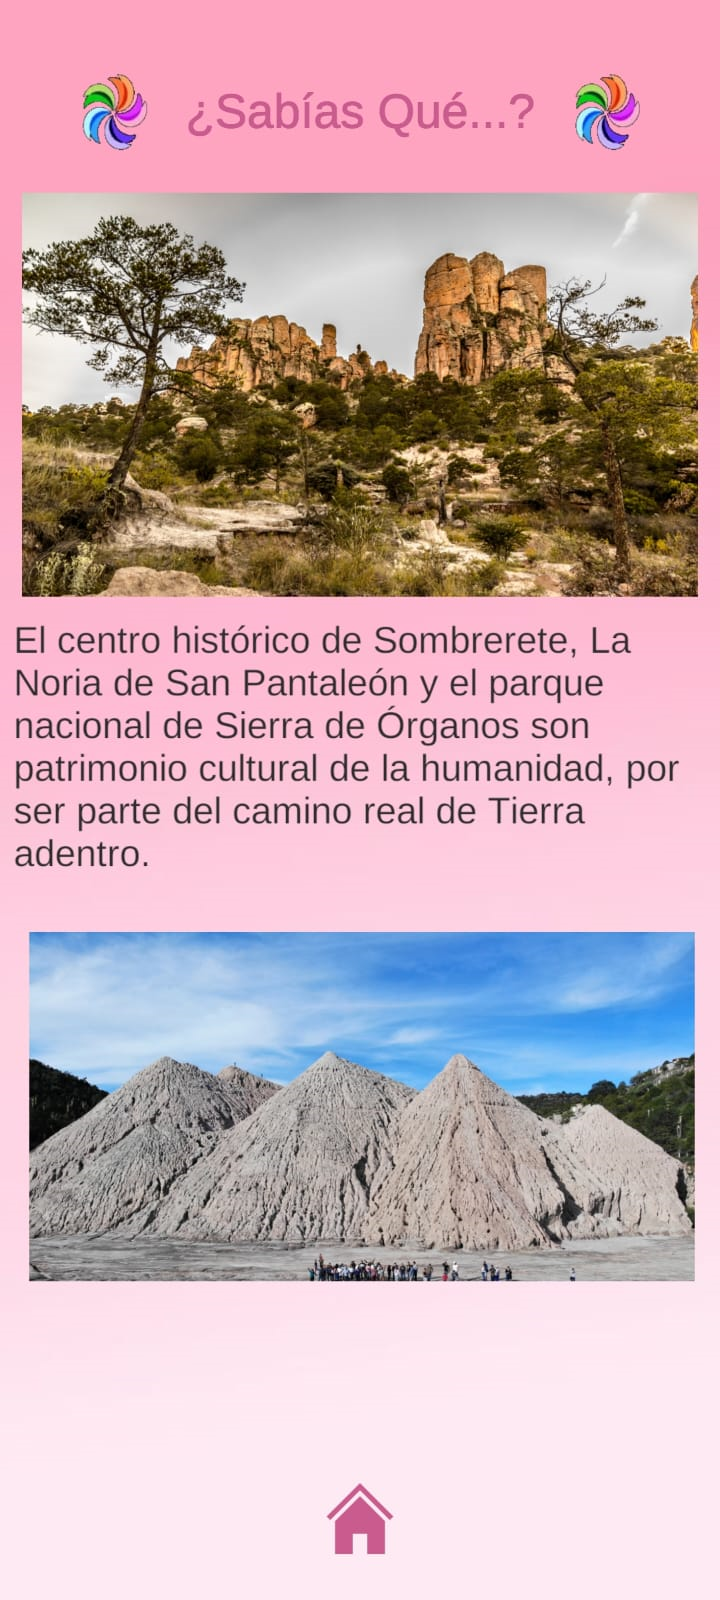 ¿Sabías Qué...?
El centro histórico de Sombrerete, La
Noria de San Pantaleón y el parque
nacional de Sierra de Órganos son
patrimonio cultural de la humanidad, por
ser parte del camino real de Tierra
adentro.